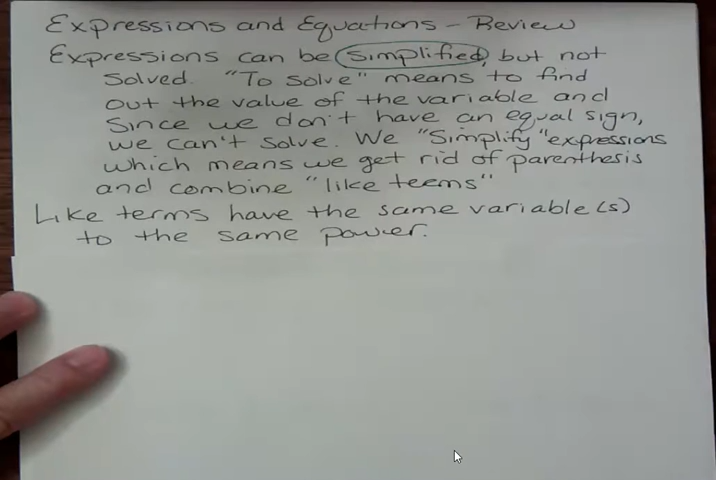 Expressions and Equations - Review
Expressions can be simplified, but not
solved. "To solve" means to find
out the value of the variable and
since we don't have an equal sign,
we can't solve. We "Simplify" expressions
which means we get rid of parenthesis
and combine "like teems"
Like terms have the same variable(s)
to the same power.